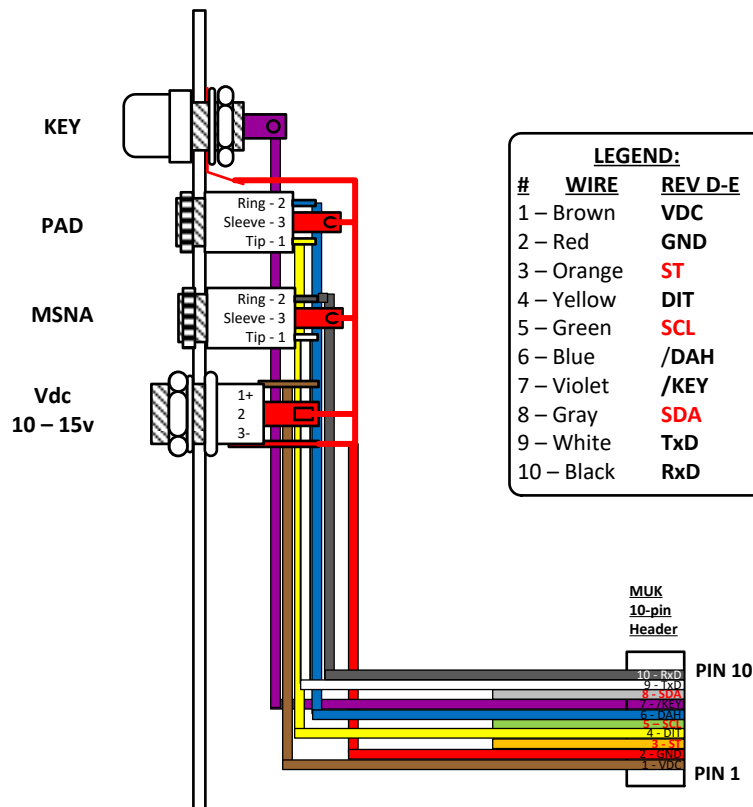 KEY
PAD
Ring - 2
Sleeve - 3
Tip - 1
MSNA
Ring - 2
Sleeve - 3
Tip - 1
Vdc
10 – 15v
1+
2
3-
LEGEND:
# WIRE REV D-E
1 – Brown VDC
2 – Red GND
3 – Orange ST
4 – Yellow DIT
5 – Green SCL
6 – Blue /DAH
7 – Violet /KEY
8 – Gray SDA
9 – White TxD
10 – Black RxD
MUK
10-pin
Header
PIN 10
10 - RxD
9 - TxD
8 - SDA
7 - /KEY
6 - DAH
5 – SCL
4 - DIT
3 - ST
2 - GND
1 - VDC
PIN 1